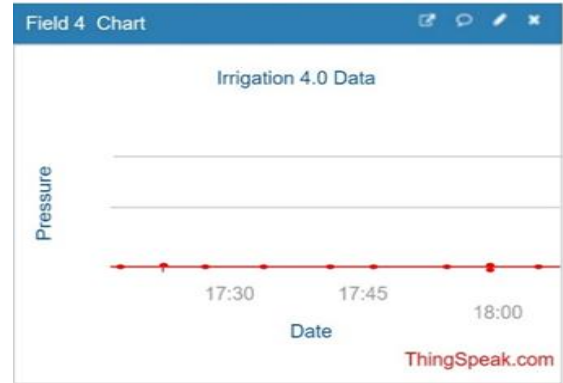 Field 4 Chart
Irrigation 4.0 Data
Pressure
17:30
17:45
18:00
Date
ThingSpeak.com